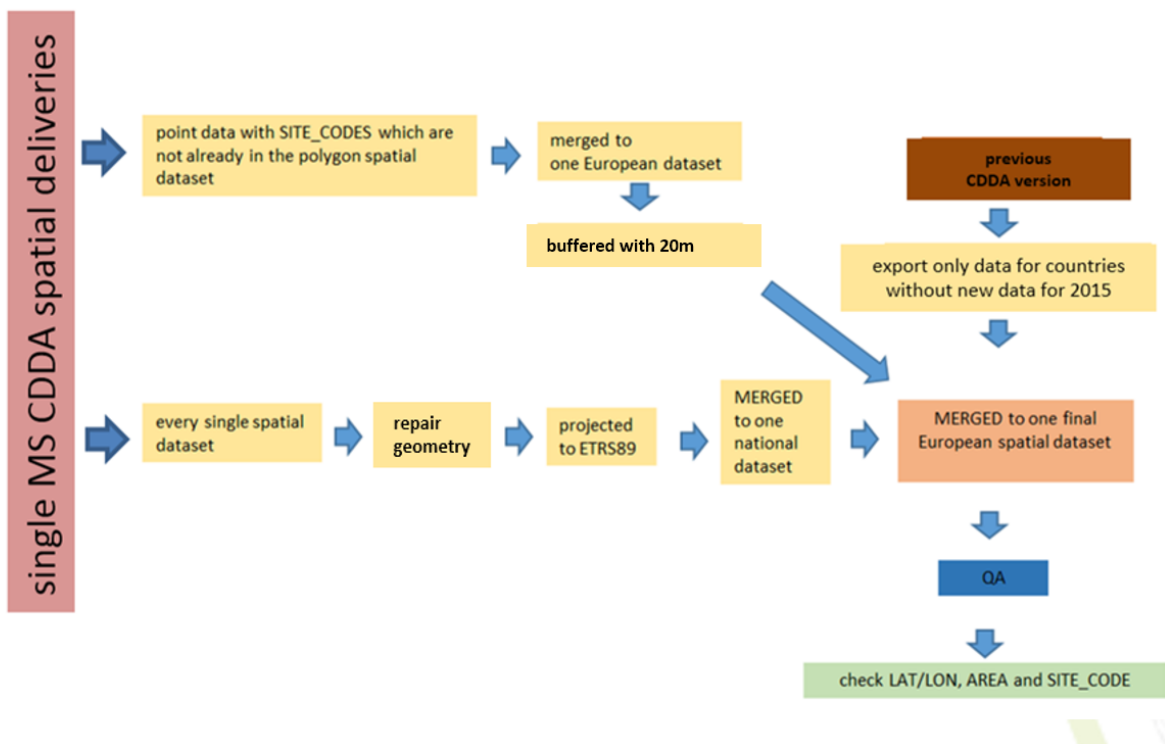 single MS CDDA spatial deliveries
point data with SITE_CODES which are
not already in the polygon spatial
dataset
merged to
one European dataset
buffered with 20m
previous
CDDA version
export only data for countries
without new data for 2015
every single spatial
dataset
repair
geometry
projected
to ETRS89
MERGED
to one
national
dataset
MERGED to one final
European spatial dataset
QA
check LAT/LON, AREA and SITE_CODE